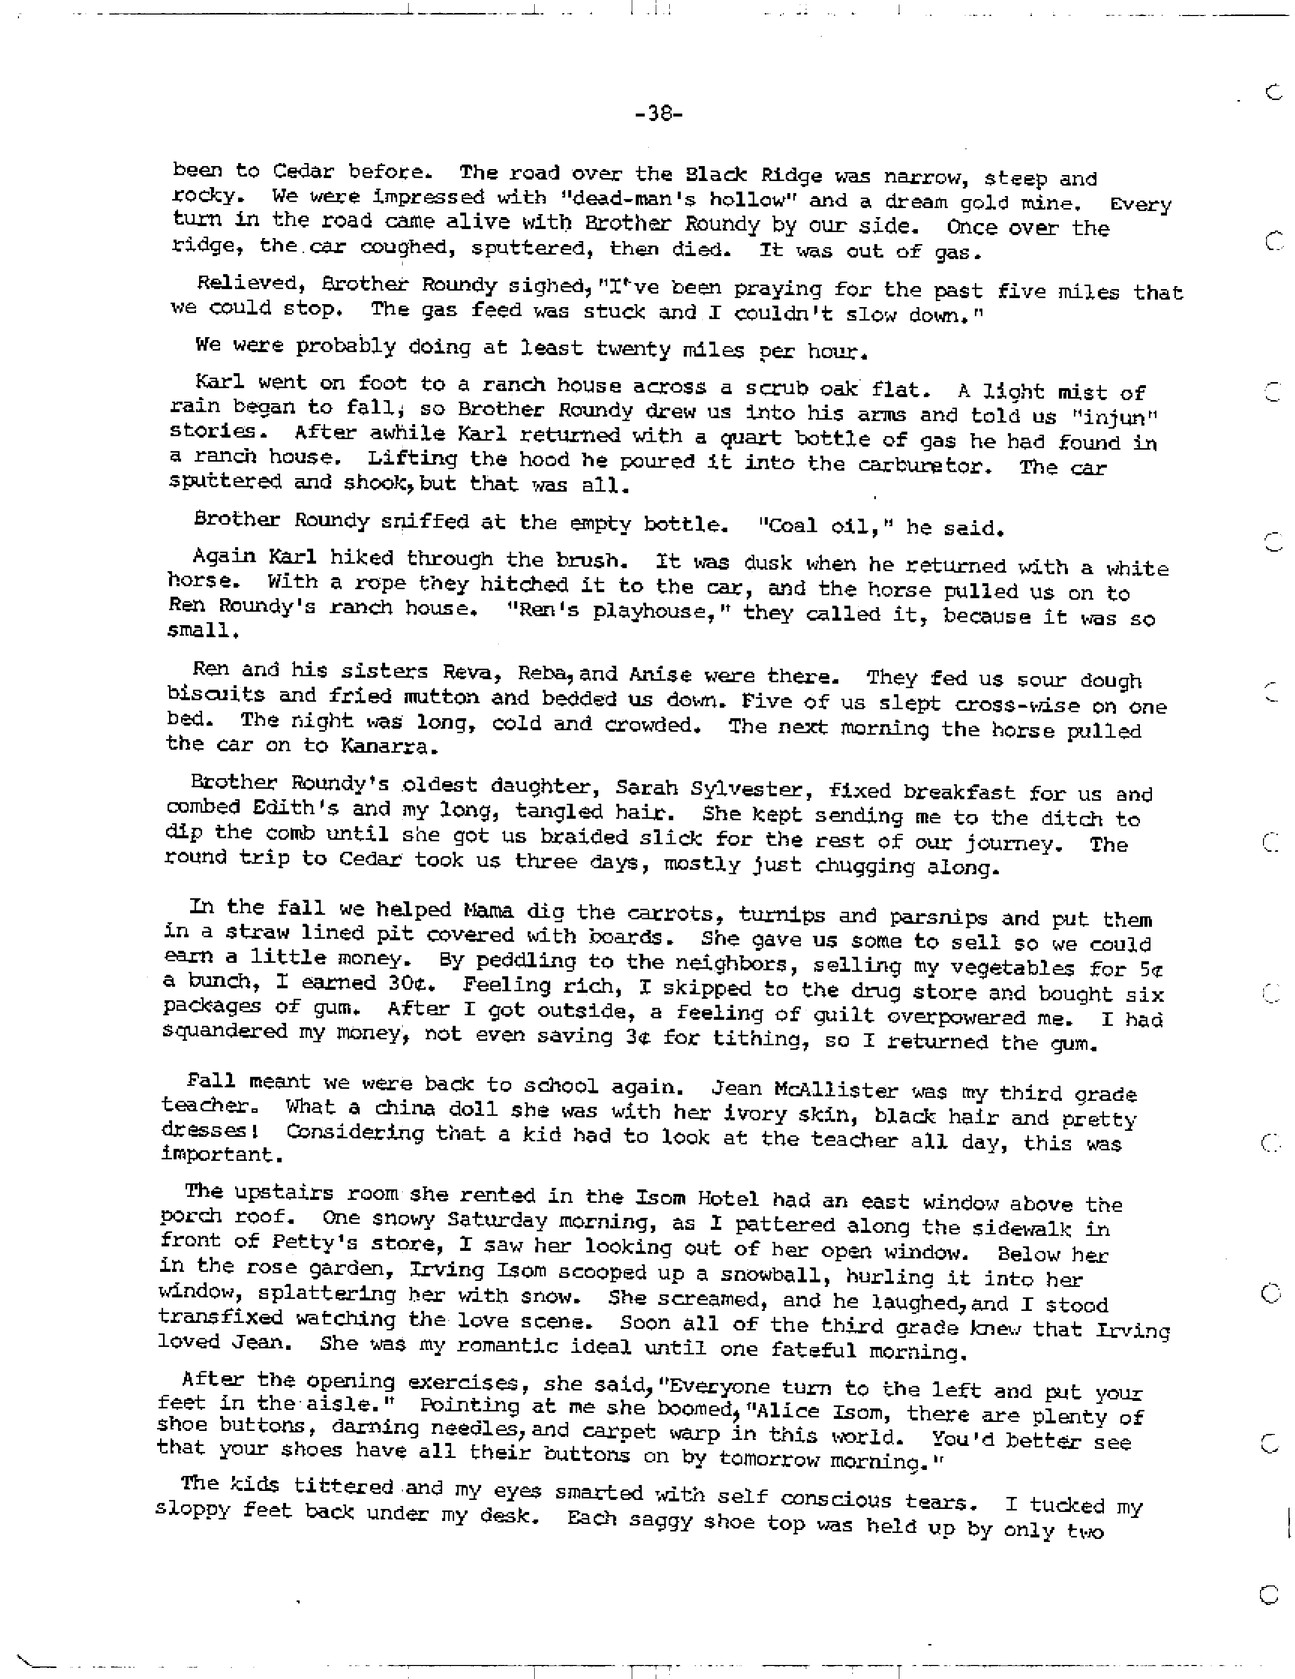 -38-
been to Cedar before. The road over the Black Ridge was narrow, steep and
rocky. We were impressed with "dead-man's hollow" and a dream gold mine. Every
turn in the road came alive with Brother Roundy by our side. Once over the
ridge, the car coughed, sputtered, then died. It was out of gas.
Relieved, Brother Roundy sighed, "I've been praying for the past five miles that
we could stop. The gas feed was stuck and I couldn't slow down."
We were probably doing at least twenty miles per hour.
Karl went on foot to a ranch house across a scrub oak flat. A light mist of
rain began to fall, so Brother Roundy drew us into his arms and told us "injun"
stories. After awhile Karl returned with a quart bottle of gas he had found in
a ranch house. Lifting the hood he poured it into the carburetor. The car
sputtered and shook, but that was all.
Brother Roundy sniffed at the empty bottle. "Coal oil," he said.
Again Karl hiked through the brush. It was dusk when he returned with a white
horse. With a rope they hitched it to the car, and the horse pulled us on to
Ren Roundy's ranch house. "Ren's playhouse," they called it, because it was so
small.
Ren and his sisters Reva, Reba, and Anise were there. They fed us sour dough
biscuits and fried mutton and bedded us down. Five of us slept cross-wise on one
bed. The night was long, cold and crowded. The next morning the horse pulled
the car on to Kanarra.
Brother Roundy's oldest daughter, Sarah Sylvester, fixed breakfast for us and
combed Edith's and my long, tangled hair. She kept sending me to the ditch to
dip the comb until she got us braided slick for the rest of our journey. The
round trip to Cedar took us three days, mostly just chugging along.
In the fall we helped Mama dig the carrots, turnips and parsnips and put them
in a straw lined pit covered with boards. She gave us some to sell so we could
earn a little money. By peddling to the neighbors, selling my vegetables for 5¢
a bunch, I earned 30¢. Feeling rich, I skipped to the drug store and bought six
packages of gum. After I got outside, a feeling of guilt overpowered me. I had
squandered my money, not even saving 3¢ for tithing, so I returned the gum.
Fall meant we were back to school again. Jean McAllister was my third grade
teacher. What a china doll she was with her ivory skin, black hair and pretty
dresses! Considering that a kid had to look at the teacher all day, this was
important.
The upstairs room she rented in the Isom Hotel had an east window above the
porch roof. One snowy Saturday morning, as I pattered along the sidewalk in
front of Petty's store, I saw her looking out of her open window. Below her
in the rose garden, Irving Isom scooped up a snowball, hurling it into her
window, splattering her with snow. She screamed, and he laughed, and I stood
transfixed watching the love scene. Soon all of the third grade knew that Irving
loved Jean. She was my romantic ideal until one fateful morning.
After the opening exercises, she said, "Everyone turn to the left and put your
feet in the aisle." Pointing at me she boomed, "Alice Isom, there are plenty of
shoe buttons, darning needles, and carpet warp in this world. You'd better see
that your shoes have all their buttons on by tomorrow morning."
The kids tittered and my eyes smarted with self conscious tears. I tucked my
sloppy feet back under my desk. Each saggy shoe top was held up by only two